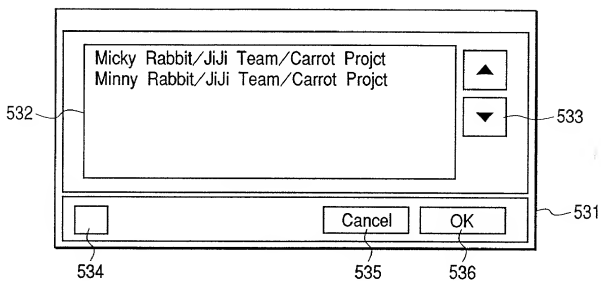 Micky Rabbit/JiJi Team/Carrot Projct
Minny Rabbit/JiJi Team/Carrot Projct
532
533
531
Cancel
OK
534
535
536